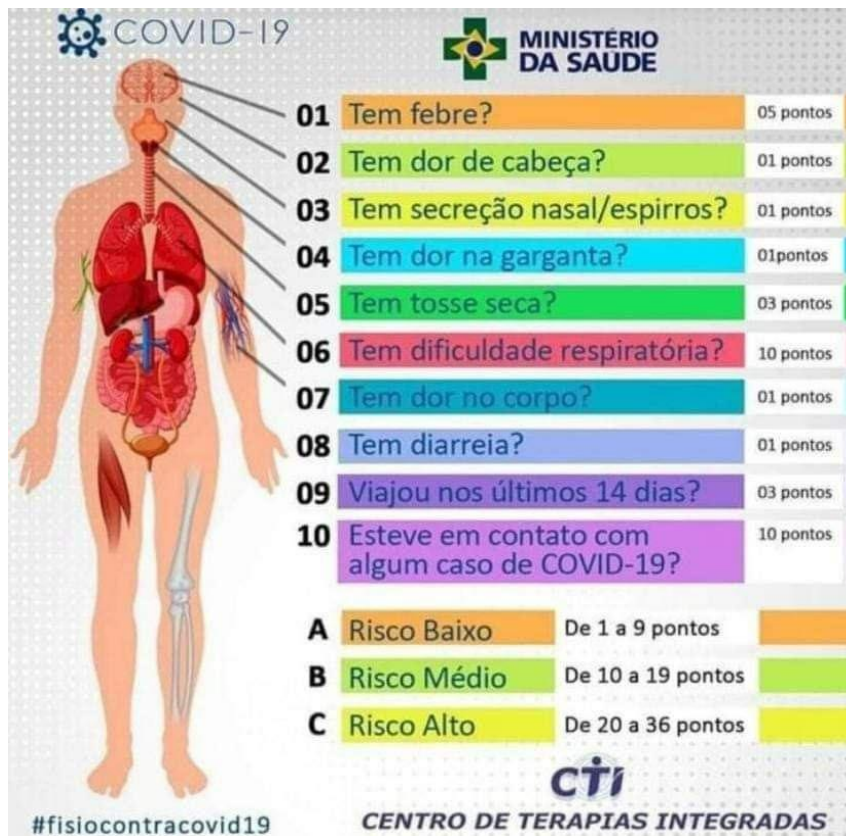 COVID-19
MINISTÉRIO
DA SAÚDE
01 Tem febre? 05 pontos
02 Tem dor de cabeça? 01 pontos
03 Tem secreção nasal/espirros? 01 pontos
04 Tem dor na garganta? 01pontos
05 Tem tosse seca? 03 pontos
06 Tem dificuldade respiratória? 10 pontos
07 Tem dor no corpo? 01 pontos
08 Tem diarreia? 01 pontos
09 Viajou nos últimos 14 dias? 03 pontos
10 Esteve em contato com 10 pontos
algum caso de COVID-19?
A Risco Baixo De 1 a 9 pontos
B Risco Médio De 10 a 19 pontos
C Risco Alto De 20 a 36 pontos
CTI
#fisiocontracovid19 CENTRO DE TERAPIAS INTEGRADAS